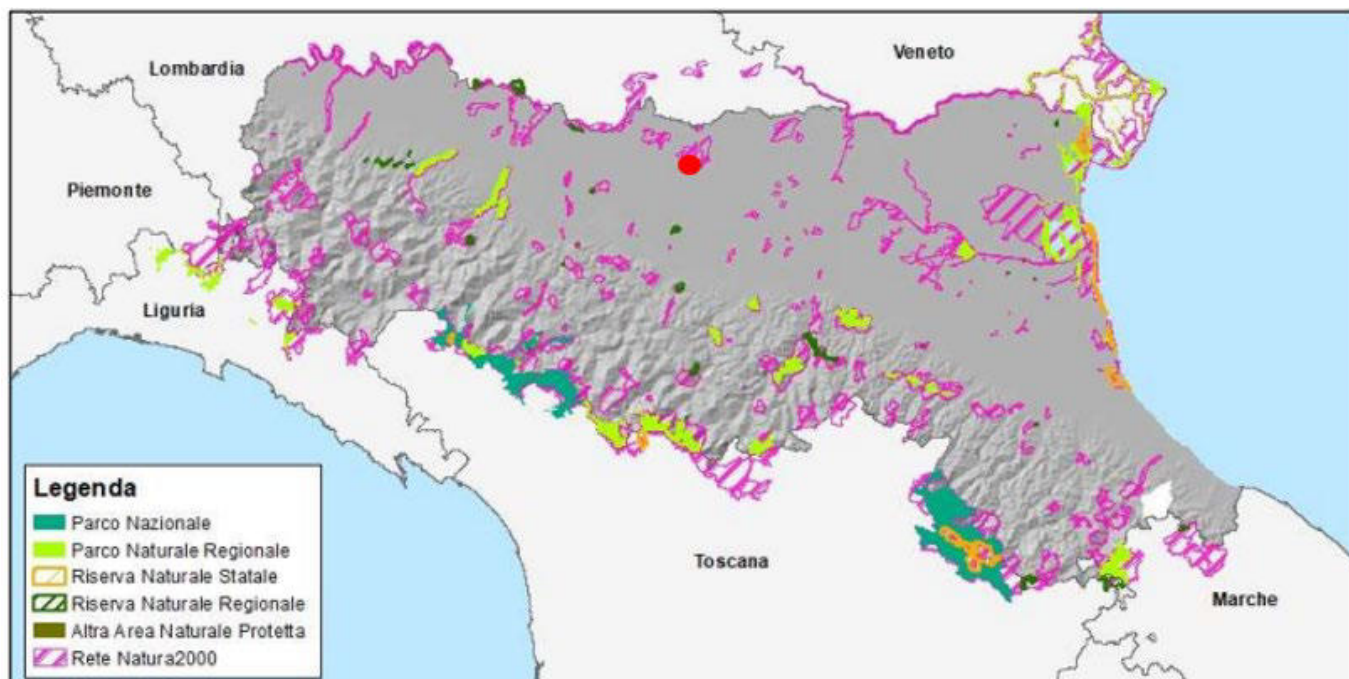 Veneto
Lombardia
Piemonte
Liguria
Toscana
Marche
Legenda
Parco Nazionale
Parco Naturale Regionale
Riserva Naturale Statale
Riserva Naturale Regionale
Altra Area Naturale Protetta
Rete Natura2000